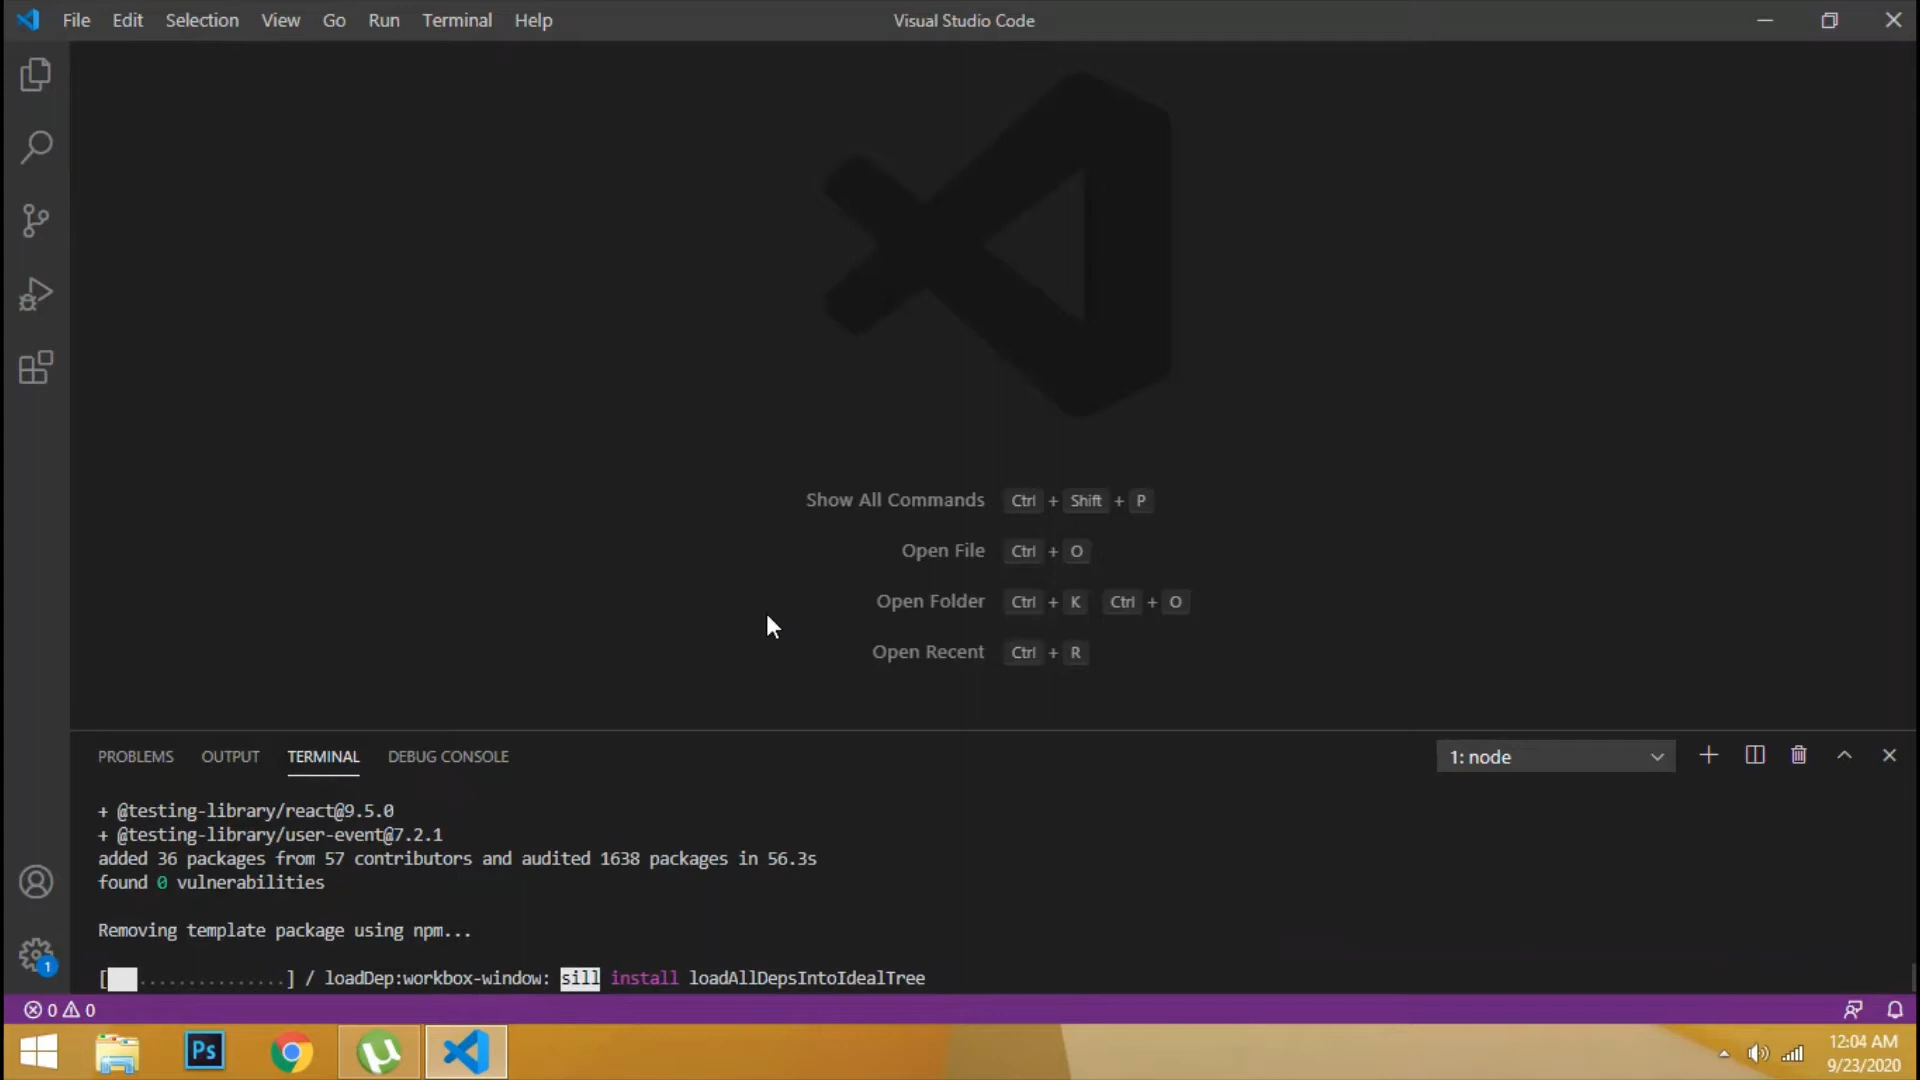 File Edit Selection View Go Run Terminal Help
Visual Studio Code
Show All Commands Ctrl + Shift + P
Open File Ctrl + O
Open Folder Ctrl + K Ctrl + O
Open Recent Ctrl + R
PROBLEMS OUTPUT TERMINAL DEBUG CONSOLE
1: node
+ @testing-library/react@9.5.0
+ @testing-library/user-event@7.2.1
added 36 packages from 57 contributors and audited 1638 packages in 56.3s
found 0 vulnerabilities
Removing template package using npm...
[...............] / loadDep:workbox-window: sill install loadAllDepsIntoIdealTree
1
0 0
Ps
12:04 AM
9/23/2020